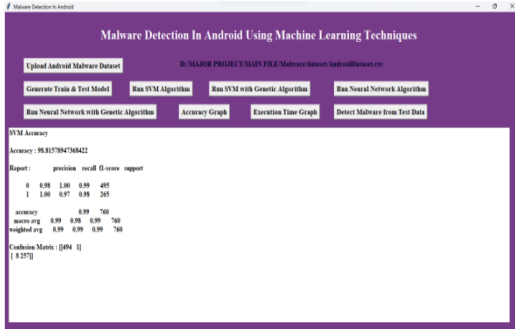 Malware Detection In Android
Malware Detection In Android Using Machine Learning Techniques
Upload Android Malware Dataset D:/MAJOR PROJECT/MAIN FILE/Malware/dataset/AndroidDataset.csv
Generate Train & Test Model Run SVM Algorithm Run SVM with Genetic Algorithm Run Neural Network Algorithm
Run Neural Network with Genetic Algorithm Accuracy Graph Execution Time Graph Detect Malware from Test Data
SVM Accuracy
Accuracy : 98.81578947368422
Report : precision recall f1-score support
0 0.98 1.00 0.99 495
1 1.00 0.97 0.98 265
accuracy 0.99 760
macro avg 0.99 0.98 0.99 760
weighted avg 0.99 0.99 0.99 760
Confusion Matrix : [[494 1]
[ 8 257]]